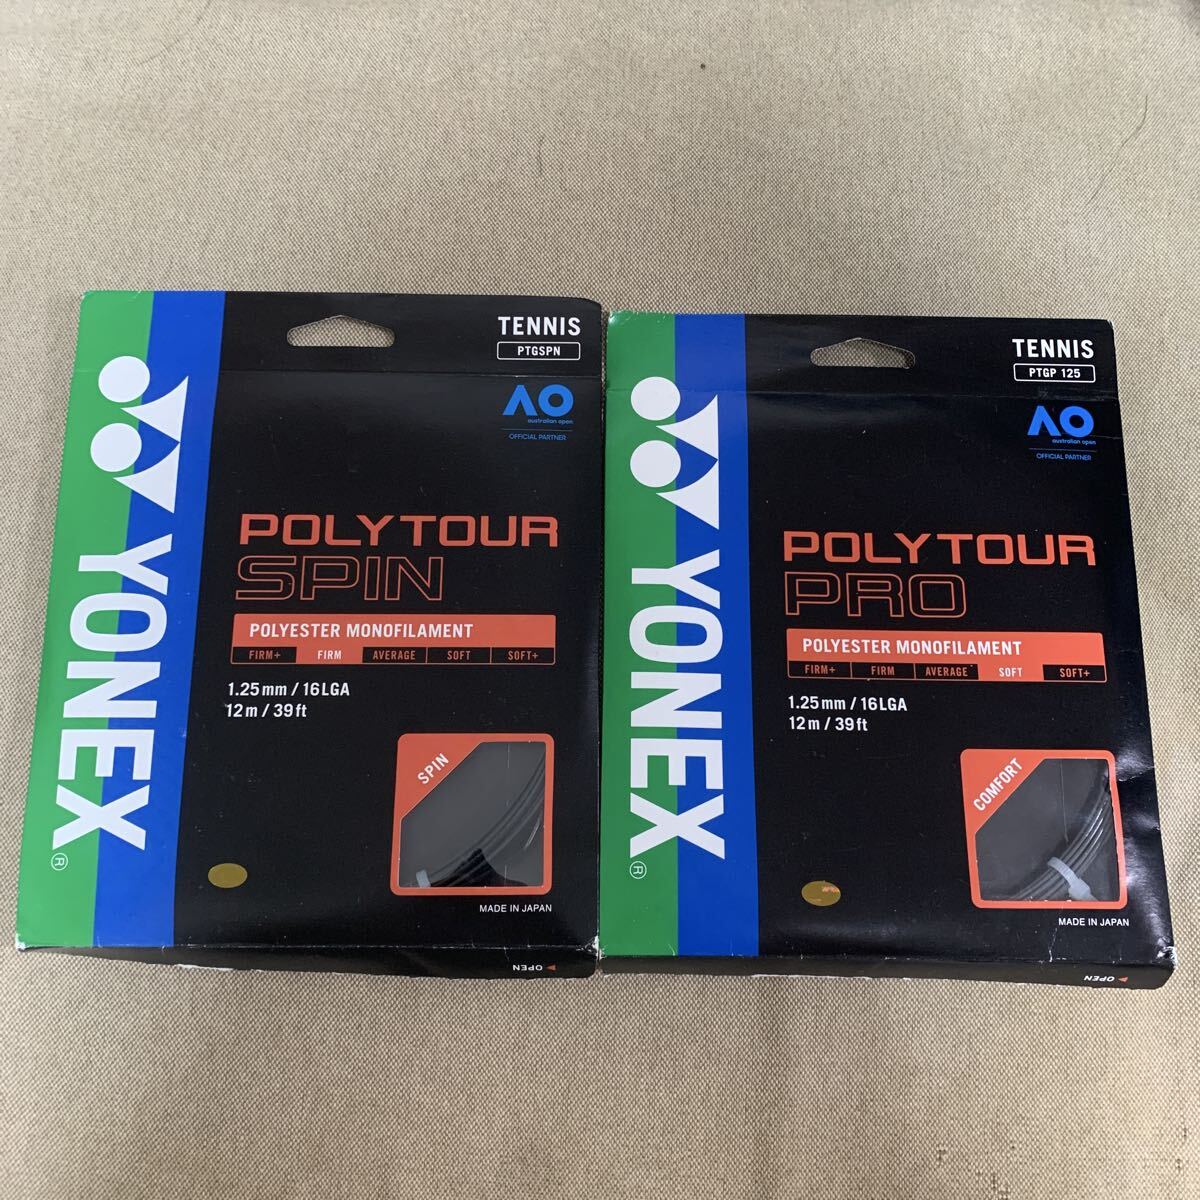 TENNIS
PTGSPN
AO
australian open
OFFICIAL PARTNER
YONEX®
POLYTOUR
SPIN
POLYESTER MONOFILAMENT
FIRM+ FIRM AVERAGE SOFT SOFT+
1.25mm / 16LGA
12m / 39ft
SPIN
MADE IN JAPAN
OPEN
TENNIS
PTGP 125
AO
australian open
OFFICIAL PARTNER
YONEX®
POLYTOUR
PRO
POLYESTER MONOFILAMENT
FIRM+ FIRM AVERAGE SOFT SOFT+
1.25mm / 16LGA
12m / 39ft
COMFORT
MADE IN JAPAN
OPEN